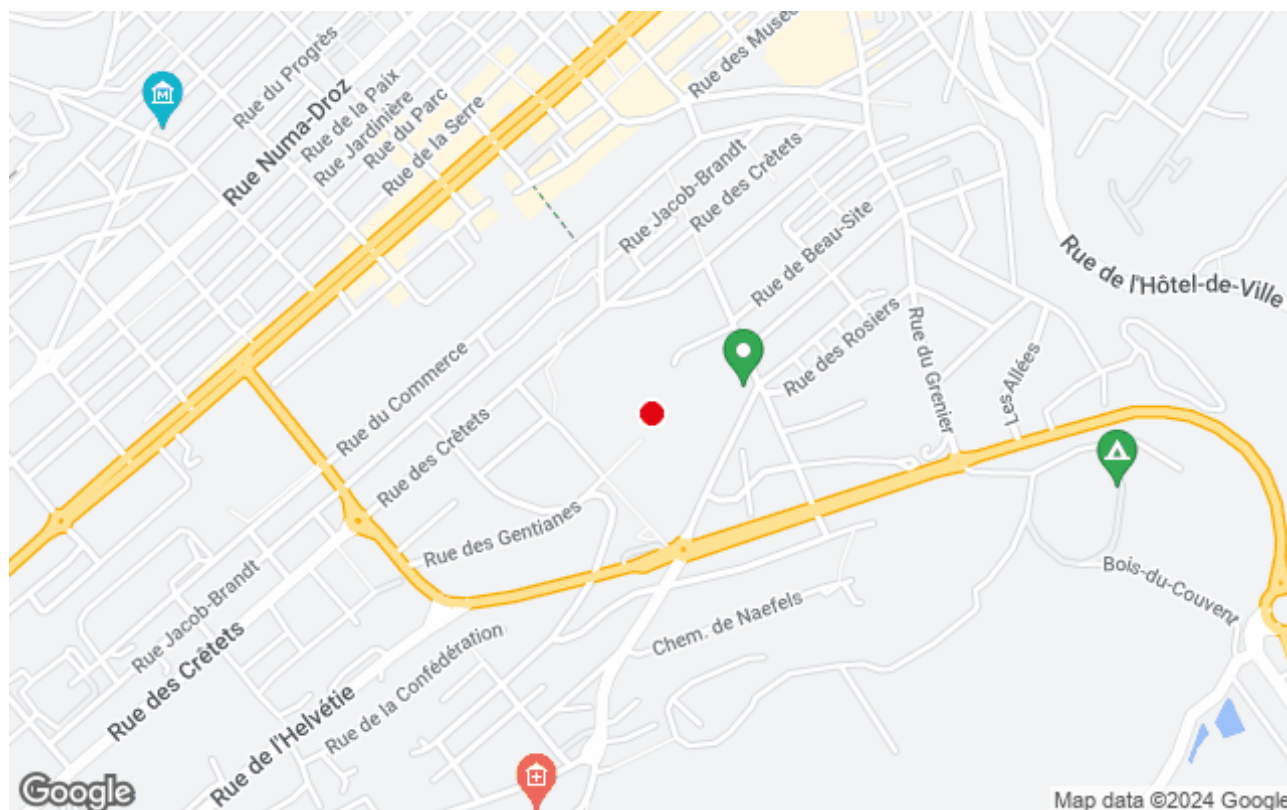 Rue des Musée
Rue du Progrès
Rue de la Paix
Rue Numa-Droz
Rue Jardinière
Rue du Parc
Rue de la Serre
Rue Jacob-Brandt
Rue des Crêtets
Rue de Beau-Site
Rue de l'Hôtel-de-Ville
Rue des Rosiers
Rue du Grenier
Les Allées
Rue du Commerce
Rue des Crêtets
M
Rue des Gentianes
Bois-du-Couvent
Rue Jacob-Brandt
Chem. de Naefels
Rue des Crêtets
Rue de la Confédération
Rue de l'Helvétie
Google
Map data ©2024 Google